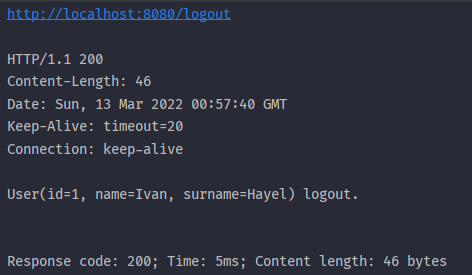 http://localhost:8080/logout
HTTP/1.1 200
Content-Length: 46
Date: Sun, 13 Mar 2022 00:57:40 GMT
Keep-Alive: timeout=20
Connection: keep-alive
User(id=1, name=Ivan, surname=Hayel) logout.
Response code: 200; Time: 5ms; Content length: 46 bytes